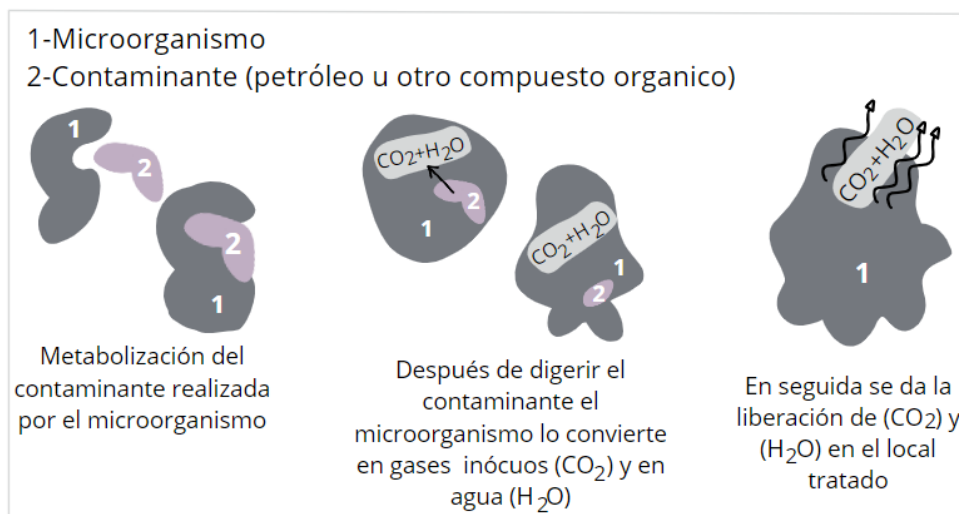 1-Microorganismo
2-Contaminante (petróleo u otro compuesto organico)
1
2
2
1
CO2+H2O
2
1
CO2+H2O
1
2
CO2+H2O
1
Metabolización del
contaminante realizada
por el microorganismo
Después de digerir el
contaminante el
microorganismo lo convierte
en gases inócuos (CO2) y en
agua (H2O)
En seguida se da la
liberación de (CO2) y
(H2O) en el local
tratado